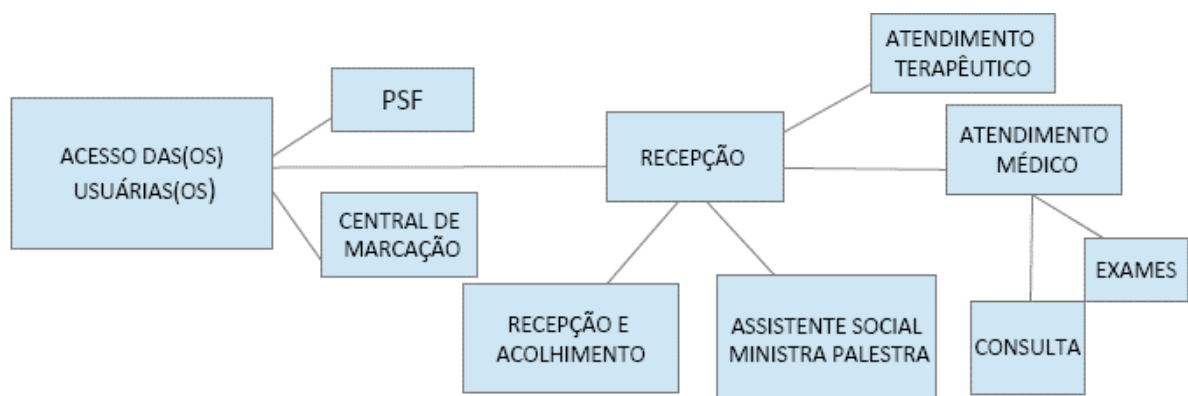 ACESSO DAS(OS)
USUÁRIAS(OS)
PSF
CENTRAL DE
MARCAÇÃO
RECEPÇÃO
RECEPÇÃO E
ACOLHIMENTO
ASSISTENTE SOCIAL
MINISTRA PALESTRA
ATENDIMENTO
TERAPÊUTICO
ATENDIMENTO
MÉDICO
EXAMES
CONSULTA